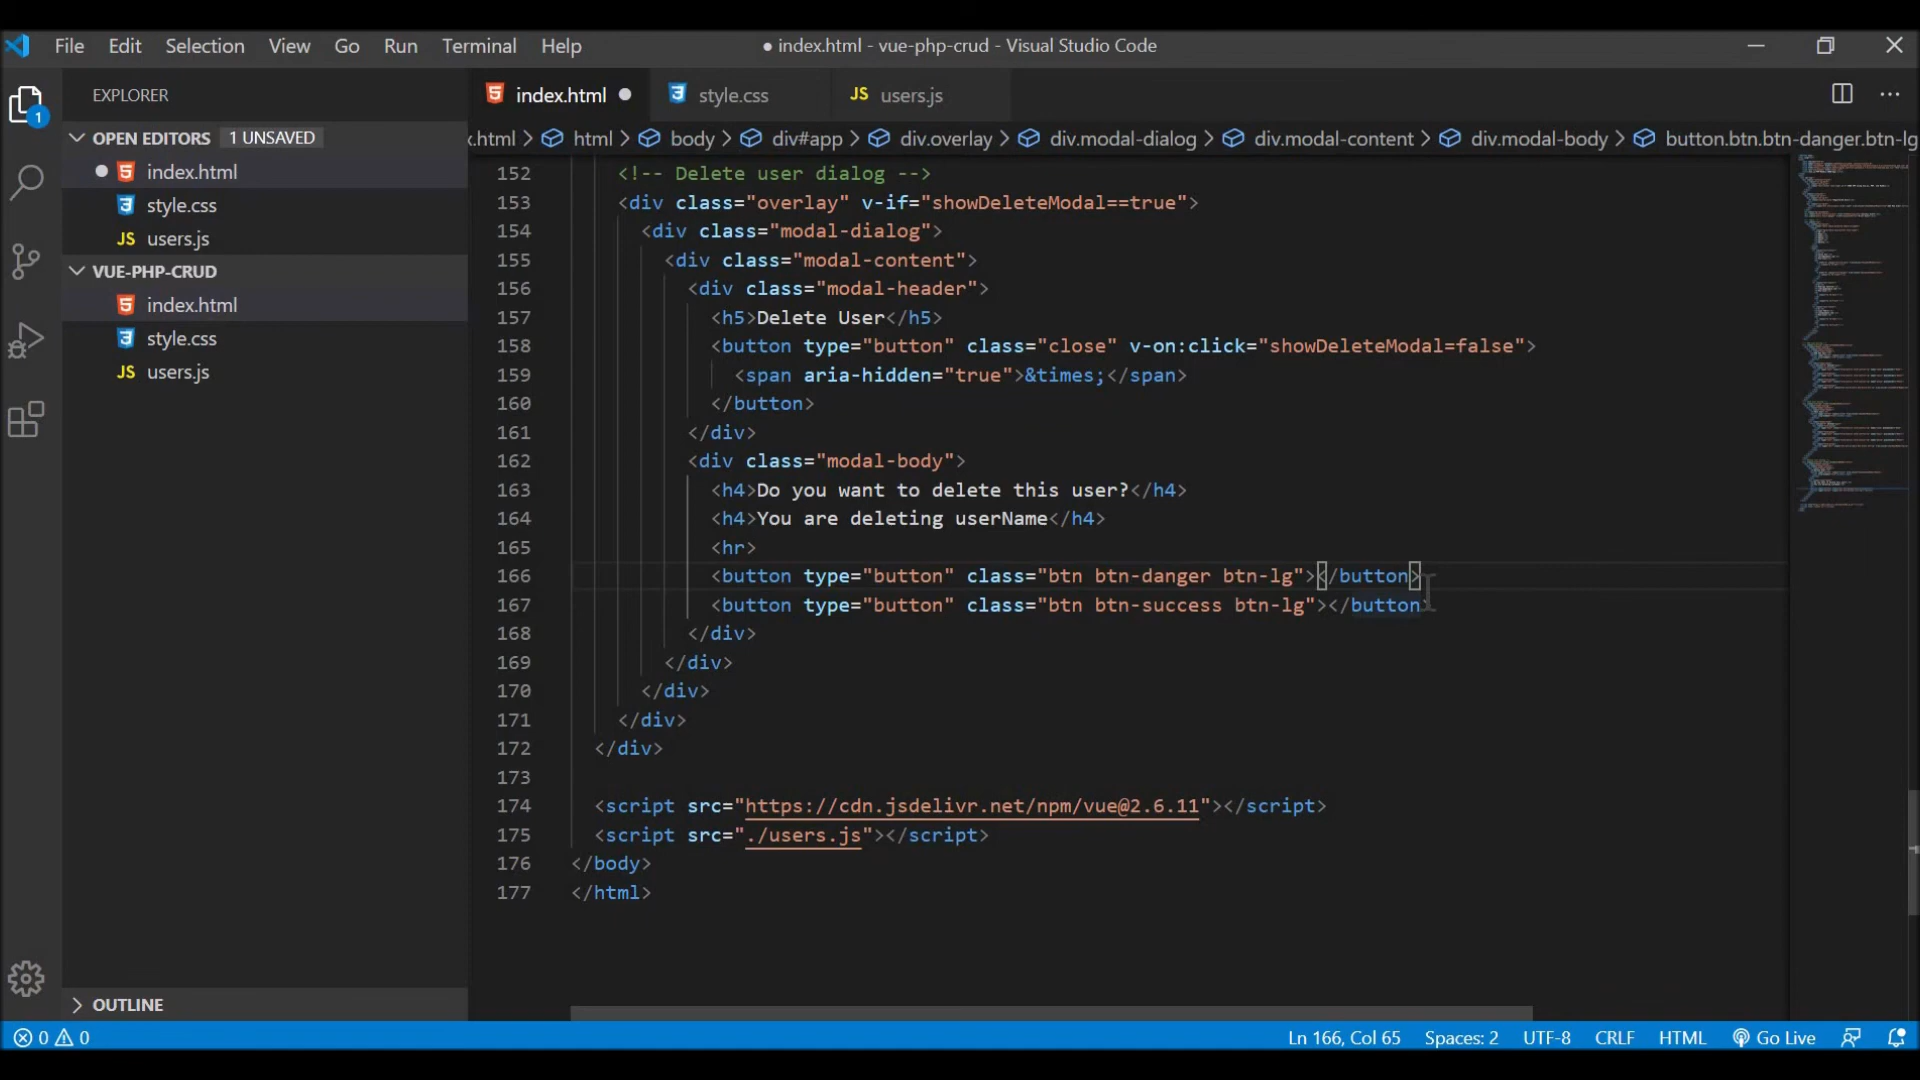 File Edit Selection View Go Run Terminal Help
● index.html - vue-php-crud - Visual Studio Code
EXPLORER
OPEN EDITORS 1 UNSAVED
index.html
style.css
users.js
VUE-PHP-CRUD
index.html
style.css
users.js
OUTLINE
1
index.html style.css JS users.js
x.html > html > body > div#app > div.overlay > div.modal-dialog > div.modal-content > div.modal-body > button.btn.btn-danger.btn-lg
152 <!-- Delete user dialog -->
153 <div class="overlay" v-if="showDeleteModal==true">
154 <div class="modal-dialog">
155 <div class="modal-content">
156 <div class="modal-header">
157 <h5>Delete User</h5>
158 <button type="button" class="close" v-on:click="showDeleteModal=false">
159 <span aria-hidden="true">&times;</span>
160 </button>
161 </div>
162 <div class="modal-body">
163 <h4>Do you want to delete this user?</h4>
164 <h4>You are deleting userName</h4>
165 <hr>
166 <button type="button" class="btn btn-danger btn-lg"></button>
167 <button type="button" class="btn btn-success btn-lg"></button>
168 </div>
169 </div>
170 </div>
171 </div>
172 </div>
173
174 <script src="https://cdn.jsdelivr.net/npm/vue@2.6.11"></script>
175 <script src="./users.js"></script>
176 </body>
177 </html>
0 0 Ln 166, Col 65 Spaces: 2 UTF-8 CRLF HTML Go Live